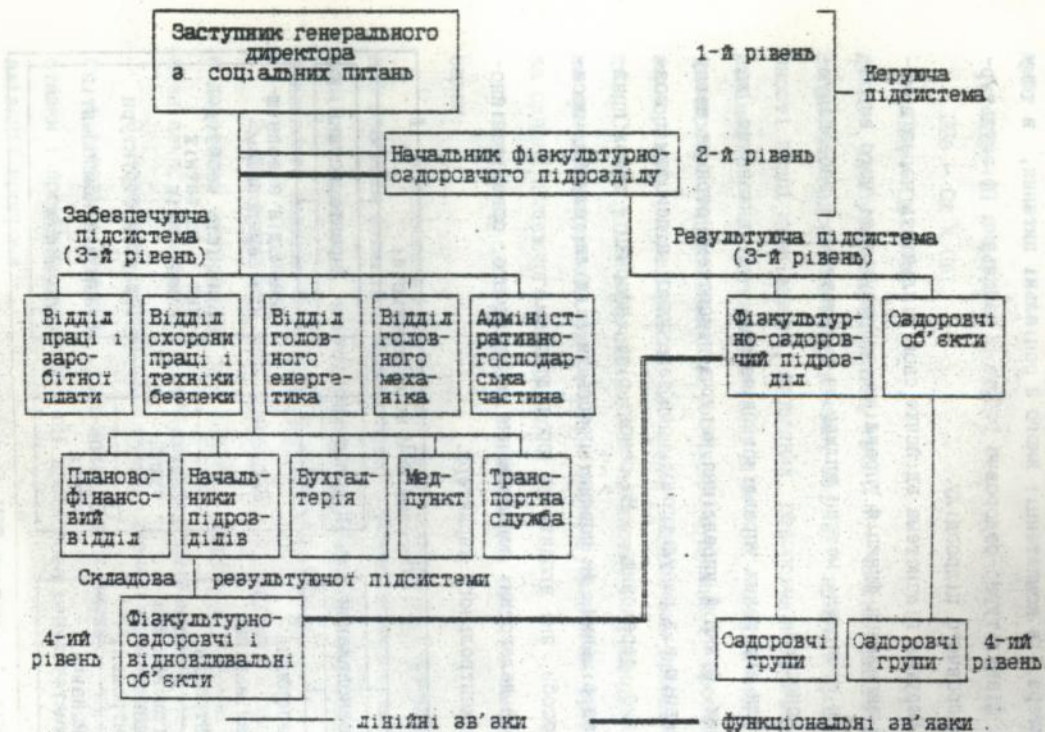 Заступник генерального
директора
з соціальних питань
1-й рівень
Керуюча
підсистема
Начальник фізкультурно-
оздоровчого підрозділу
2-й рівень
Забезпечуюча
підсистема
(3-й рівень)
Результуюча підсистема
(3-й рівень)
Відділ
праці і
заро-
бітної
плати
Відділ
охорони
праці і
техніки
безпеки
Відділ
голов-
ного
енерге-
тика
Відділ
голов-
ного
меха-
ніка
Адмініст-
ративно-
господар-
ська
частина
Фізкультур-
но-оздоров-
чий підроз-
діл
Оздоровчі
об'єкти
Планово-
фінансо-
вий
відділ
Началь-
ники
підроз-
ділів
Бухгал-
терія
Мед-
пункт
Транс-
портна
служба
Складова результуючої підсистеми
4-ий
рівень
Фізкультурно-
оздоровчі і
відновлювальні
об'єкти
Оздоровчі
групи
Оздоровчі
групи
4-ий
рівень
лінійні зв'язки
функціональні зв'язки